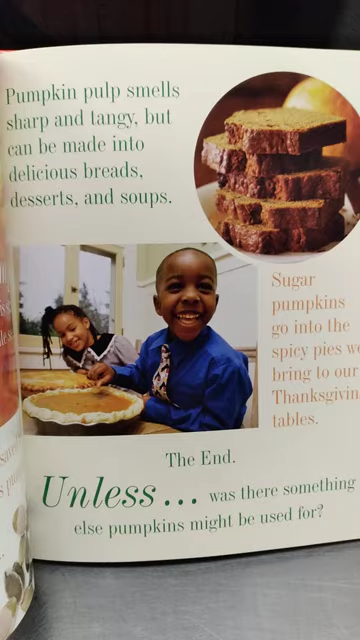 Pumpkin pulp smells
sharp and tangy, but
can be made into
delicious breads,
desserts, and soups.
Sugar
pumpkins
go into the
spicy pies we
bring to our
Thanksgivin
tables.
The End.
Unless... was there something
else pumpkins might be used for?